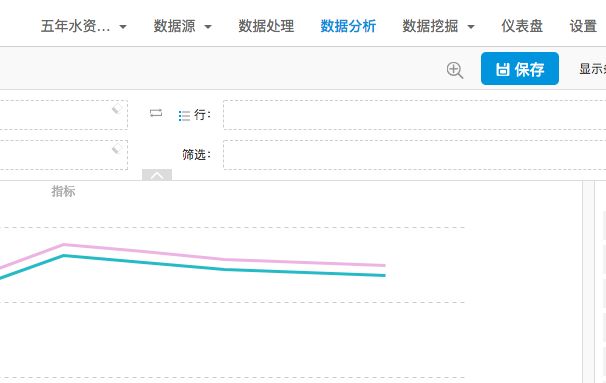 五年水资... 数据源 数据处理 数据分析 数据挖掘 仪表盘 设置
保存 显示
行:
筛选:
指标